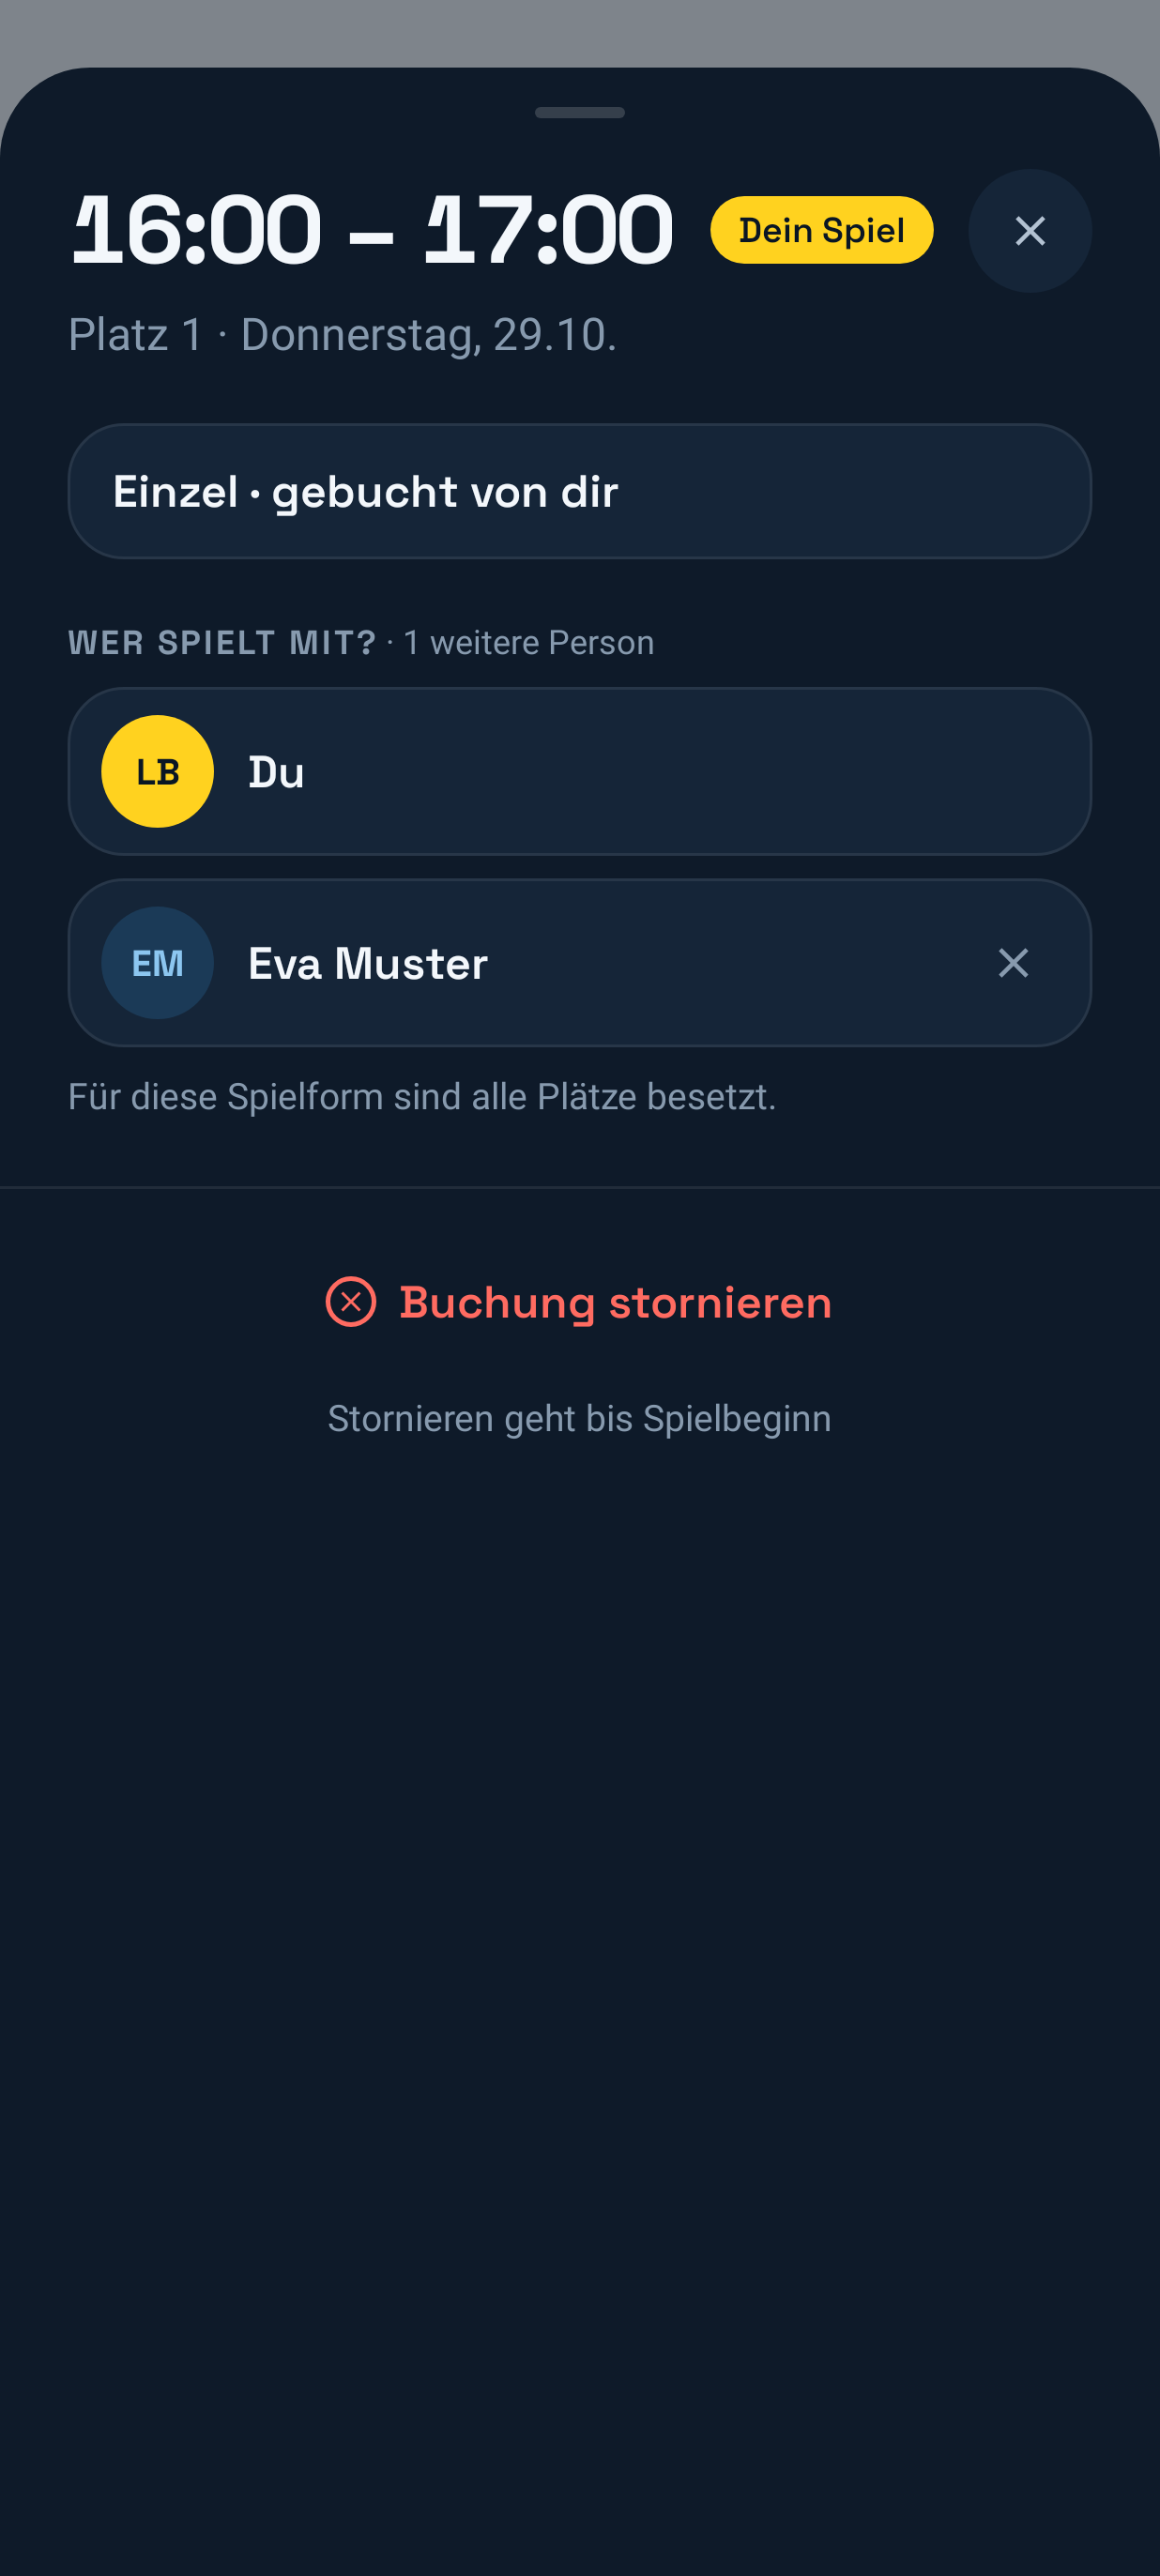 16:00 – 17:00 Dein Spiel
Platz 1 · Donnerstag, 29.10.
Einzel · gebucht von dir
WER SPIELT MIT? · 1 weitere Person
LB Du
EM Eva Muster
Für diese Spielform sind alle Plätze besetzt.
Buchung stornieren
Stornieren geht bis Spielbeginn